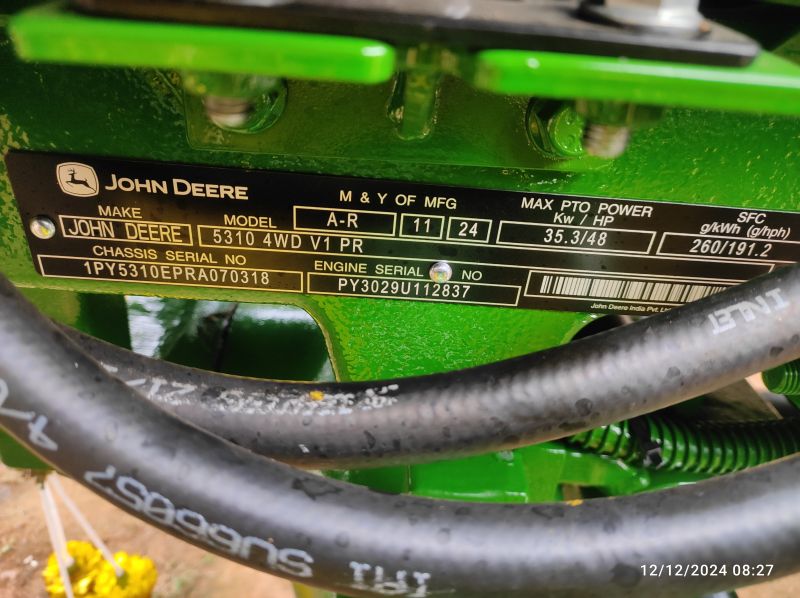 JOHN DEERE
M & Y OF MFG
MAX PTO POWER
Kw / HP
SFC
g/kWh (g/hph)
MAKE
MODEL
A-R
11
24
JOHN DEERE
5310 4WD V1 PR
35.3/48
260/191.2
CHASSIS SERIAL NO
ENGINE SERIAL NO
1PY5310EPRA070318
PY3029U112837
John Deere India Pvt.
INLB
SU66057
12/12/2024 08:27